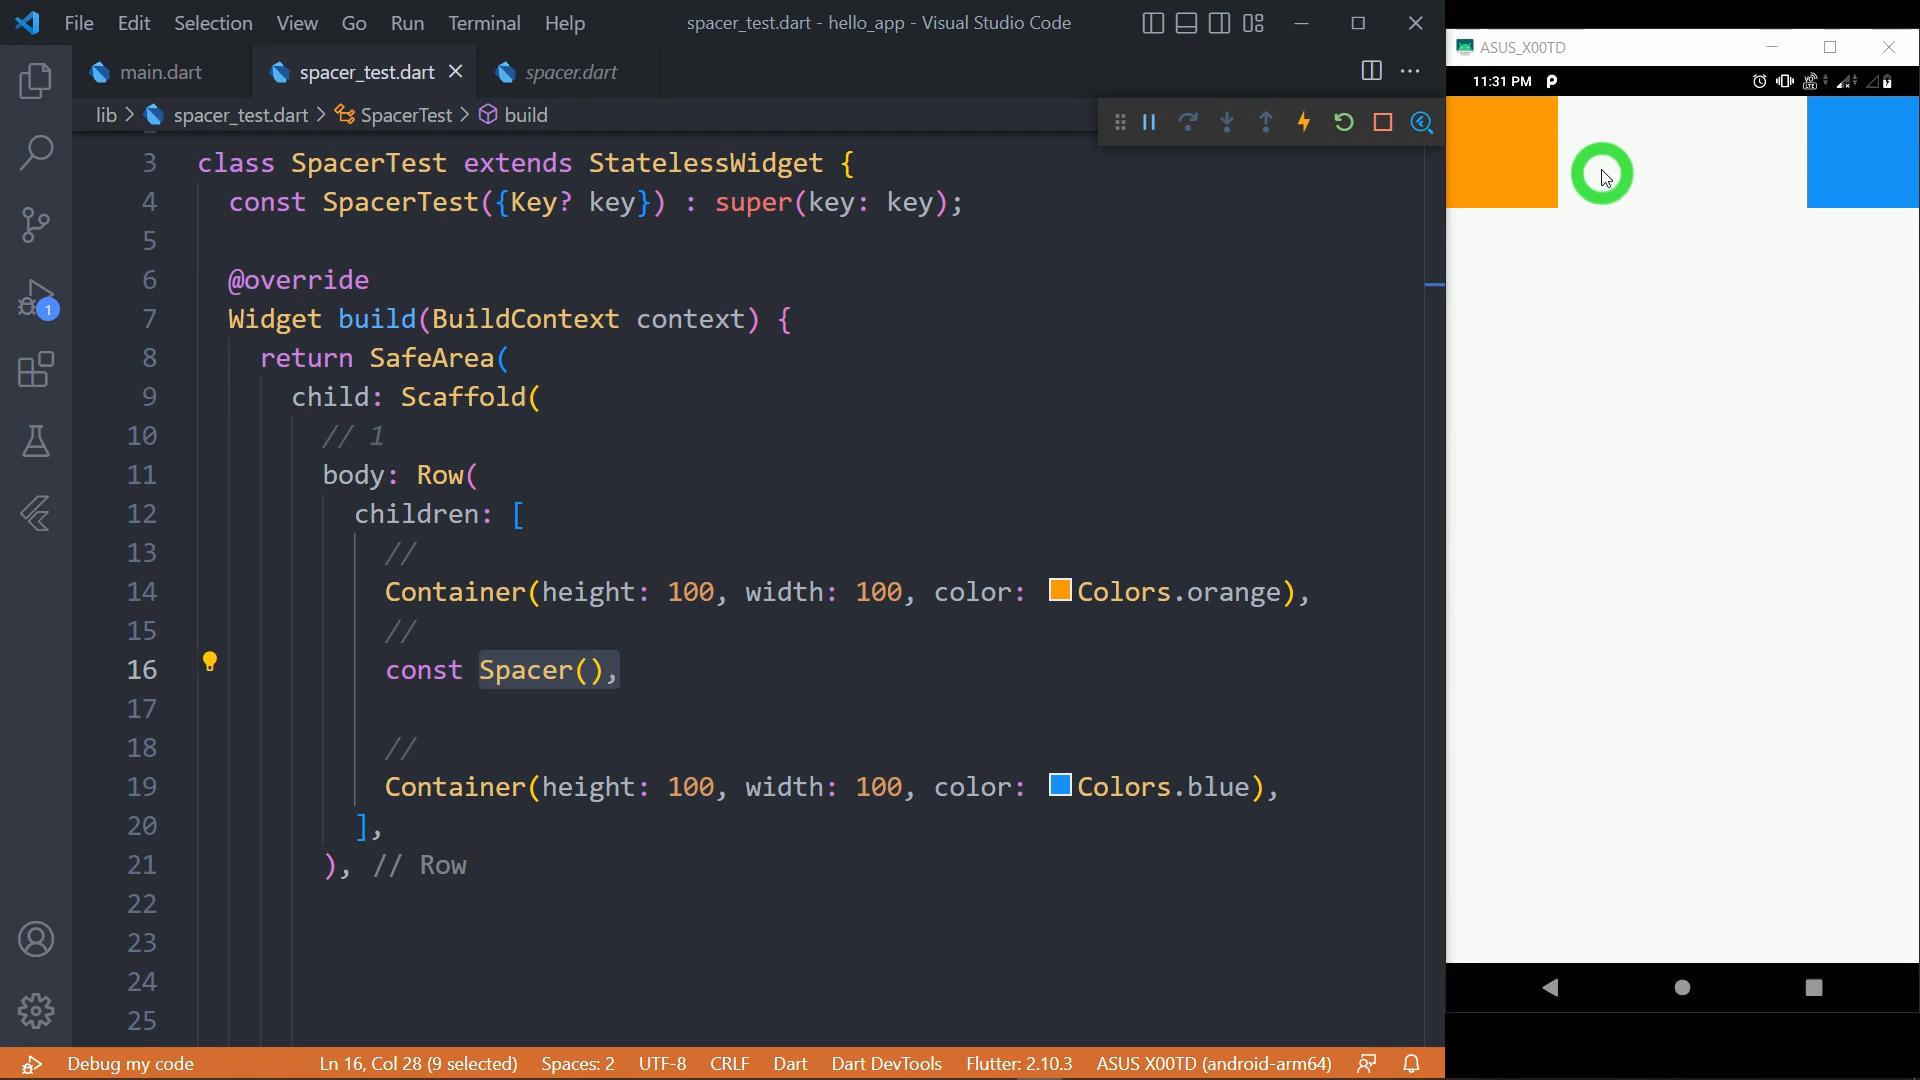 File Edit Selection View Go Run Terminal Help spacer_test.dart - hello_app - Visual Studio Code
main.dart spacer_test.dart spacer.dart
lib > spacer_test.dart > SpacerTest > build
3 class SpacerTest extends StatelessWidget {
4 const SpacerTest({Key? key}) : super(key: key);
5
6 @override
7 Widget build(BuildContext context) {
8 return SafeArea(
9 child: Scaffold(
10 // 1
11 body: Row(
12 children: [
13 //
14 Container(height: 100, width: 100, color: Colors.orange),
15 //
16 const Spacer(),
17
18 //
19 Container(height: 100, width: 100, color: Colors.blue),
20 ],
21 ), // Row
22
23
24
25
1
Debug my code Ln 16, Col 28 (9 selected) Spaces: 2 UTF-8 CRLF Dart Dart DevTools Flutter: 2.10.3 ASUS X00TD (android-arm64)
ASUS_X00TD
11:31 PM